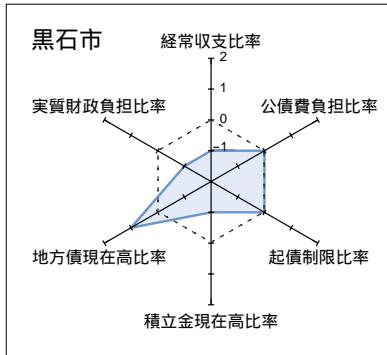 黒石市
経常収支比率
2
1
0
−1
実質財政負担比率
公債費負担比率
地方債現在高比率
起債制限比率
積立金現在高比率